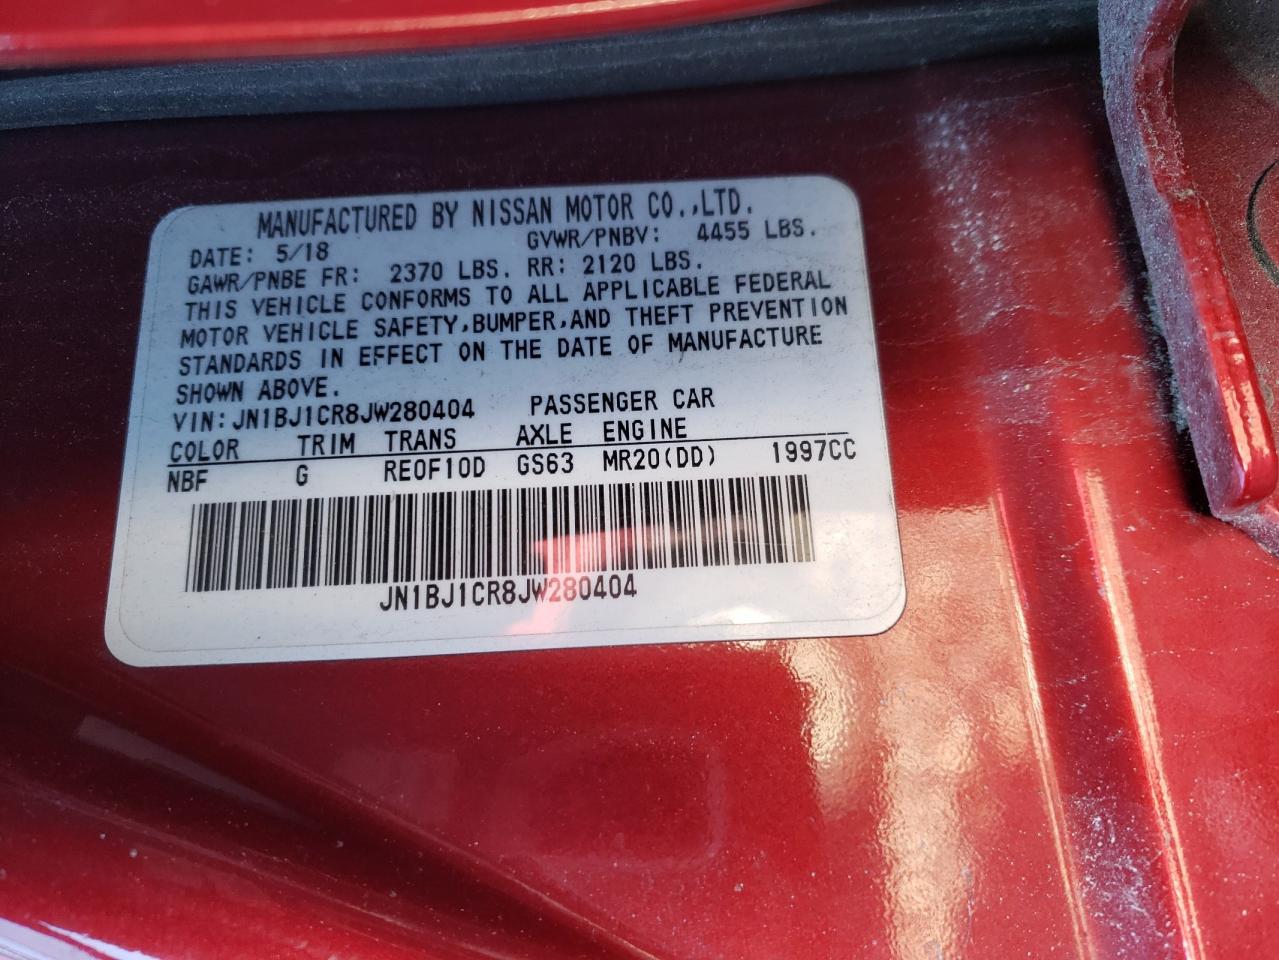 MANUFACTURED BY NISSAN MOTOR CO.,LTD.
DATE: 5/18 GVWR/PNBV: 4455 LBS.
GAWR/PNBE FR: 2370 LBS. RR: 2120 LBS.
THIS VEHICLE CONFORMS TO ALL APPLICABLE FEDERAL
MOTOR VEHICLE SAFETY,BUMPER,AND THEFT PREVENTION
STANDARDS IN EFFECT ON THE DATE OF MANUFACTURE
SHOWN ABOVE.
VIN:JN1BJ1CR8JW280404 PASSENGER CAR
COLOR TRIM TRANS AXLE ENGINE
NBF G RE0F10D GS63 MR20(DD) 1997CC
JN1BJ1CR8JW280404